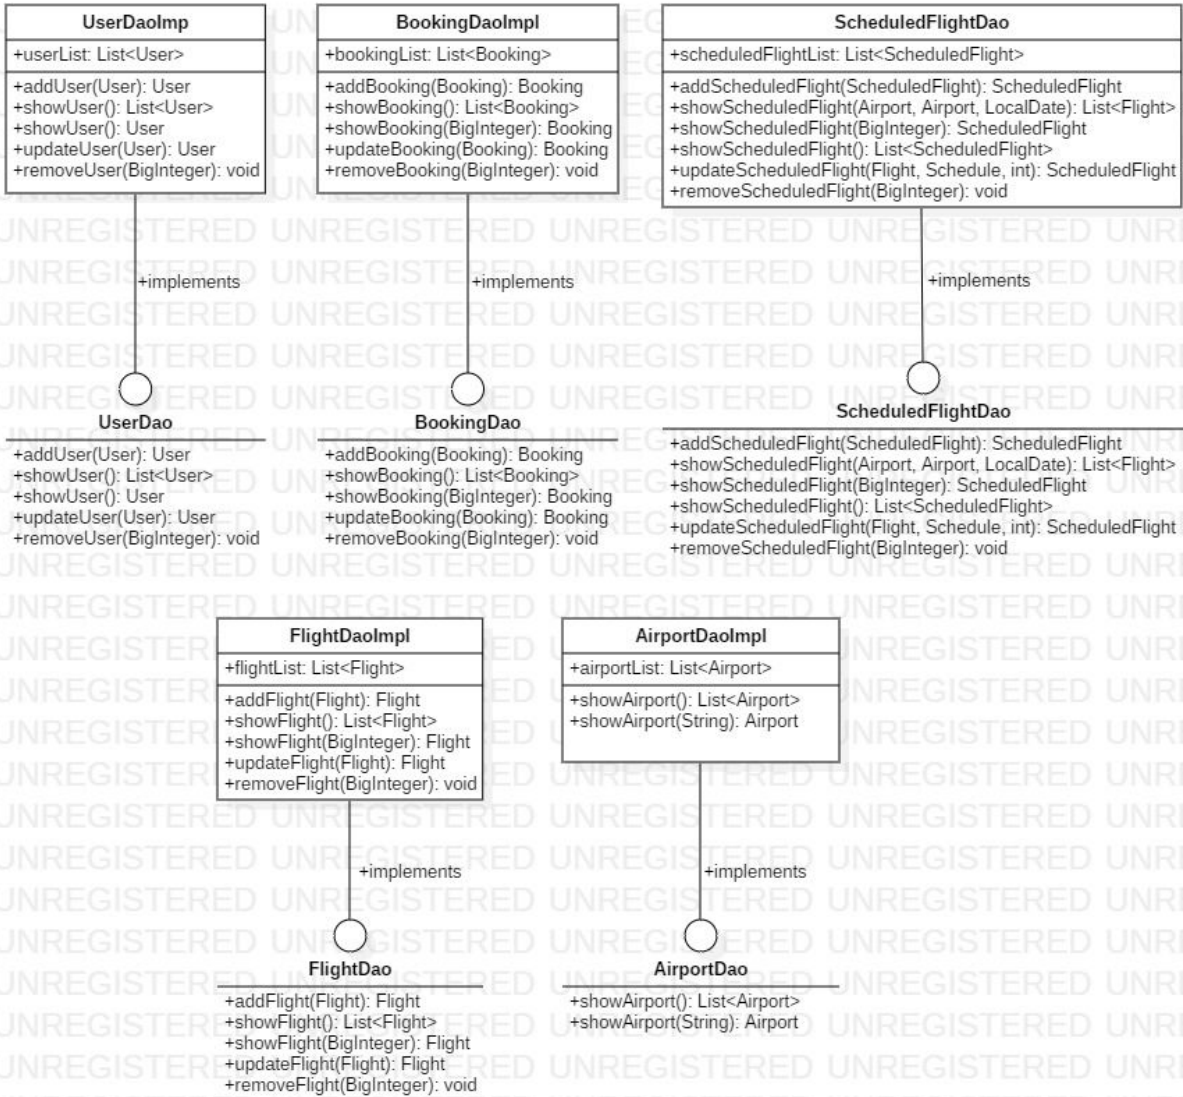 UserDaoImp
+userList: List<User>
+addUser(User): User
+showUser(): List<User>
+showUser(): User
+updateUser(User): User
+removeUser(BigInteger): void
BookingDaoImpl
+bookingList: List<Booking>
+addBooking(Booking): Booking
+showBooking(): List<Booking>
+showBooking(BigInteger): Booking
+updateBooking(Booking): Booking
+removeBooking(BigInteger): void
ScheduledFlightDao
+scheduledFlightList: List<ScheduledFlight>
+addScheduledFlight(ScheduledFlight): ScheduledFlight
+showScheduledFlight(Airport, Airport, LocalDate): List<Flight>
+showScheduledFlight(BigInteger): ScheduledFlight
+showScheduledFlight(): List<ScheduledFlight>
+updateScheduledFlight(Flight, Schedule, int): ScheduledFlight
+removeScheduledFlight(BigInteger): void
+implements
+implements
+implements
UserDao
+addUser(User): User
+showUser(): List<User>
+showUser(): User
+updateUser(User): User
+removeUser(BigInteger): void
BookingDao
+addBooking(Booking): Booking
+showBooking(): List<Booking>
+showBooking(BigInteger): Booking
+updateBooking(Booking): Booking
+removeBooking(BigInteger): void
ScheduledFlightDao
+addScheduledFlight(ScheduledFlight): ScheduledFlight
+showScheduledFlight(Airport, Airport, LocalDate): List<Flight>
+showScheduledFlight(BigInteger): ScheduledFlight
+showScheduledFlight(): List<ScheduledFlight>
+updateScheduledFlight(Flight, Schedule, int): ScheduledFlight
+removeScheduledFlight(BigInteger): void
FlightDaoImpl
+flightList: List<Flight>
+addFlight(Flight): Flight
+showFlight(): List<Flight>
+showFlight(BigInteger): Flight
+updateFlight(Flight): Flight
+removeFlight(BigInteger): void
AirportDaoImpl
+airportList: List<Airport>
+showAirport(): List<Airport>
+showAirport(String): Airport
+implements
+implements
FlightDao
+addFlight(Flight): Flight
+showFlight(): List<Flight>
+showFlight(BigInteger): Flight
+updateFlight(Flight): Flight
+removeFlight(BigInteger): void
AirportDao
+showAirport(): List<Airport>
+showAirport(String): Airport
UNREGISTERED